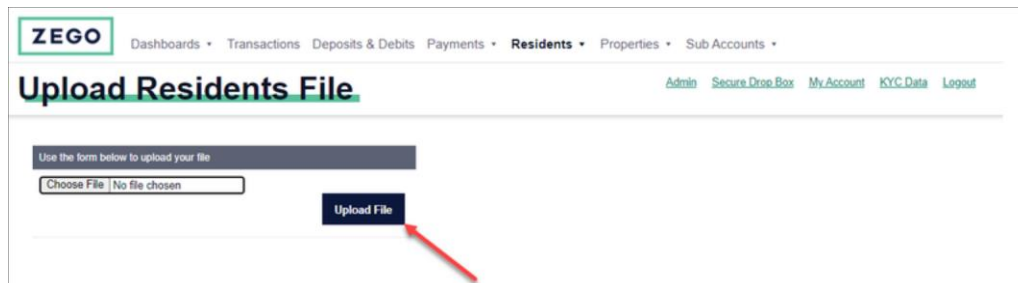 ZEGO
Dashboards Transactions Deposits & Debits Payments Residents Properties Sub Accounts
Upload Residents File
Admin Secure Drop Box My Account KYC Data Logout
Use the form below to upload your file
Choose File No file chosen
Upload File